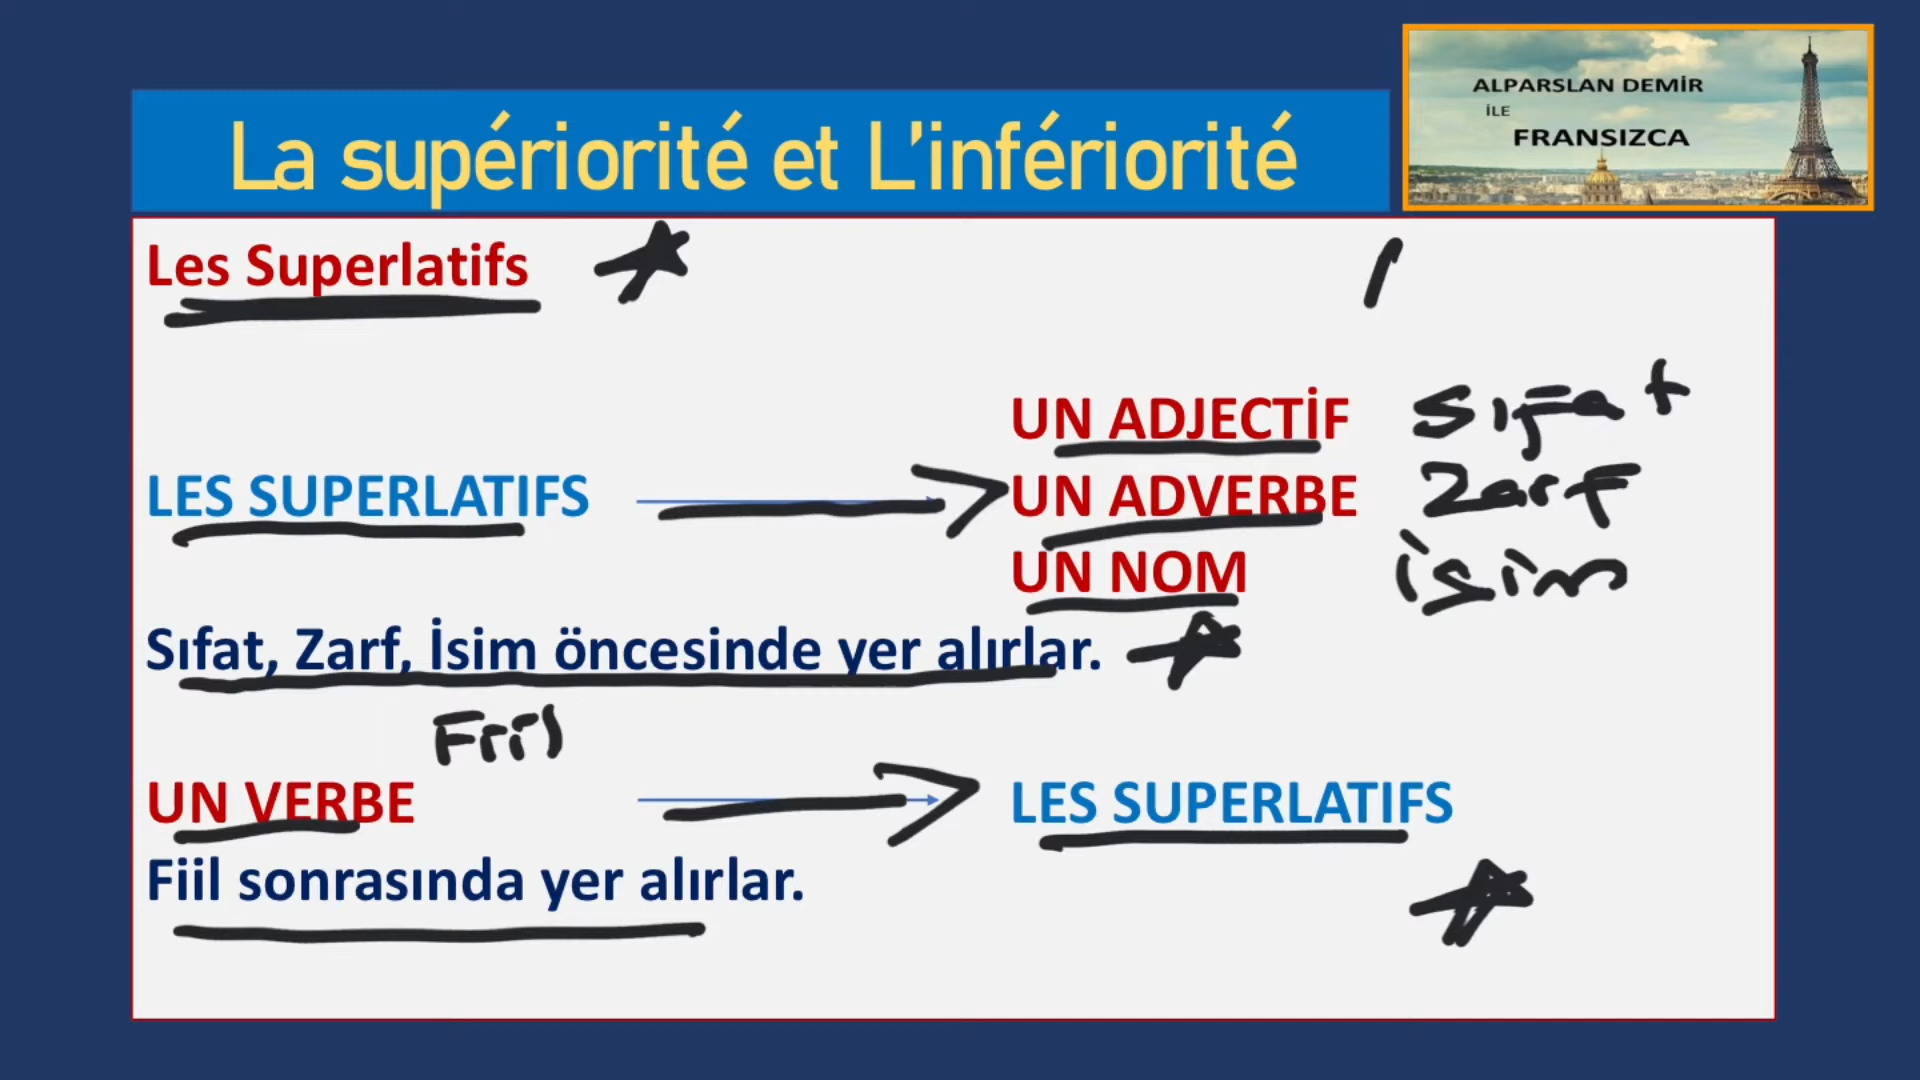 ALPARSLAN DEMİR
İLE
FRANSIZCA
La supériorité et L'infériorité
Les Superlatifs
UN ADJECTİF sıfat
LES SUPERLATIFS UN ADVERBE Zarf
UN NOM isim
Sıfat, Zarf, İsim öncesinde yer alırlar.
Fiil
UN VERBE LES SUPERLATIFS
Fiil sonrasında yer alırlar.